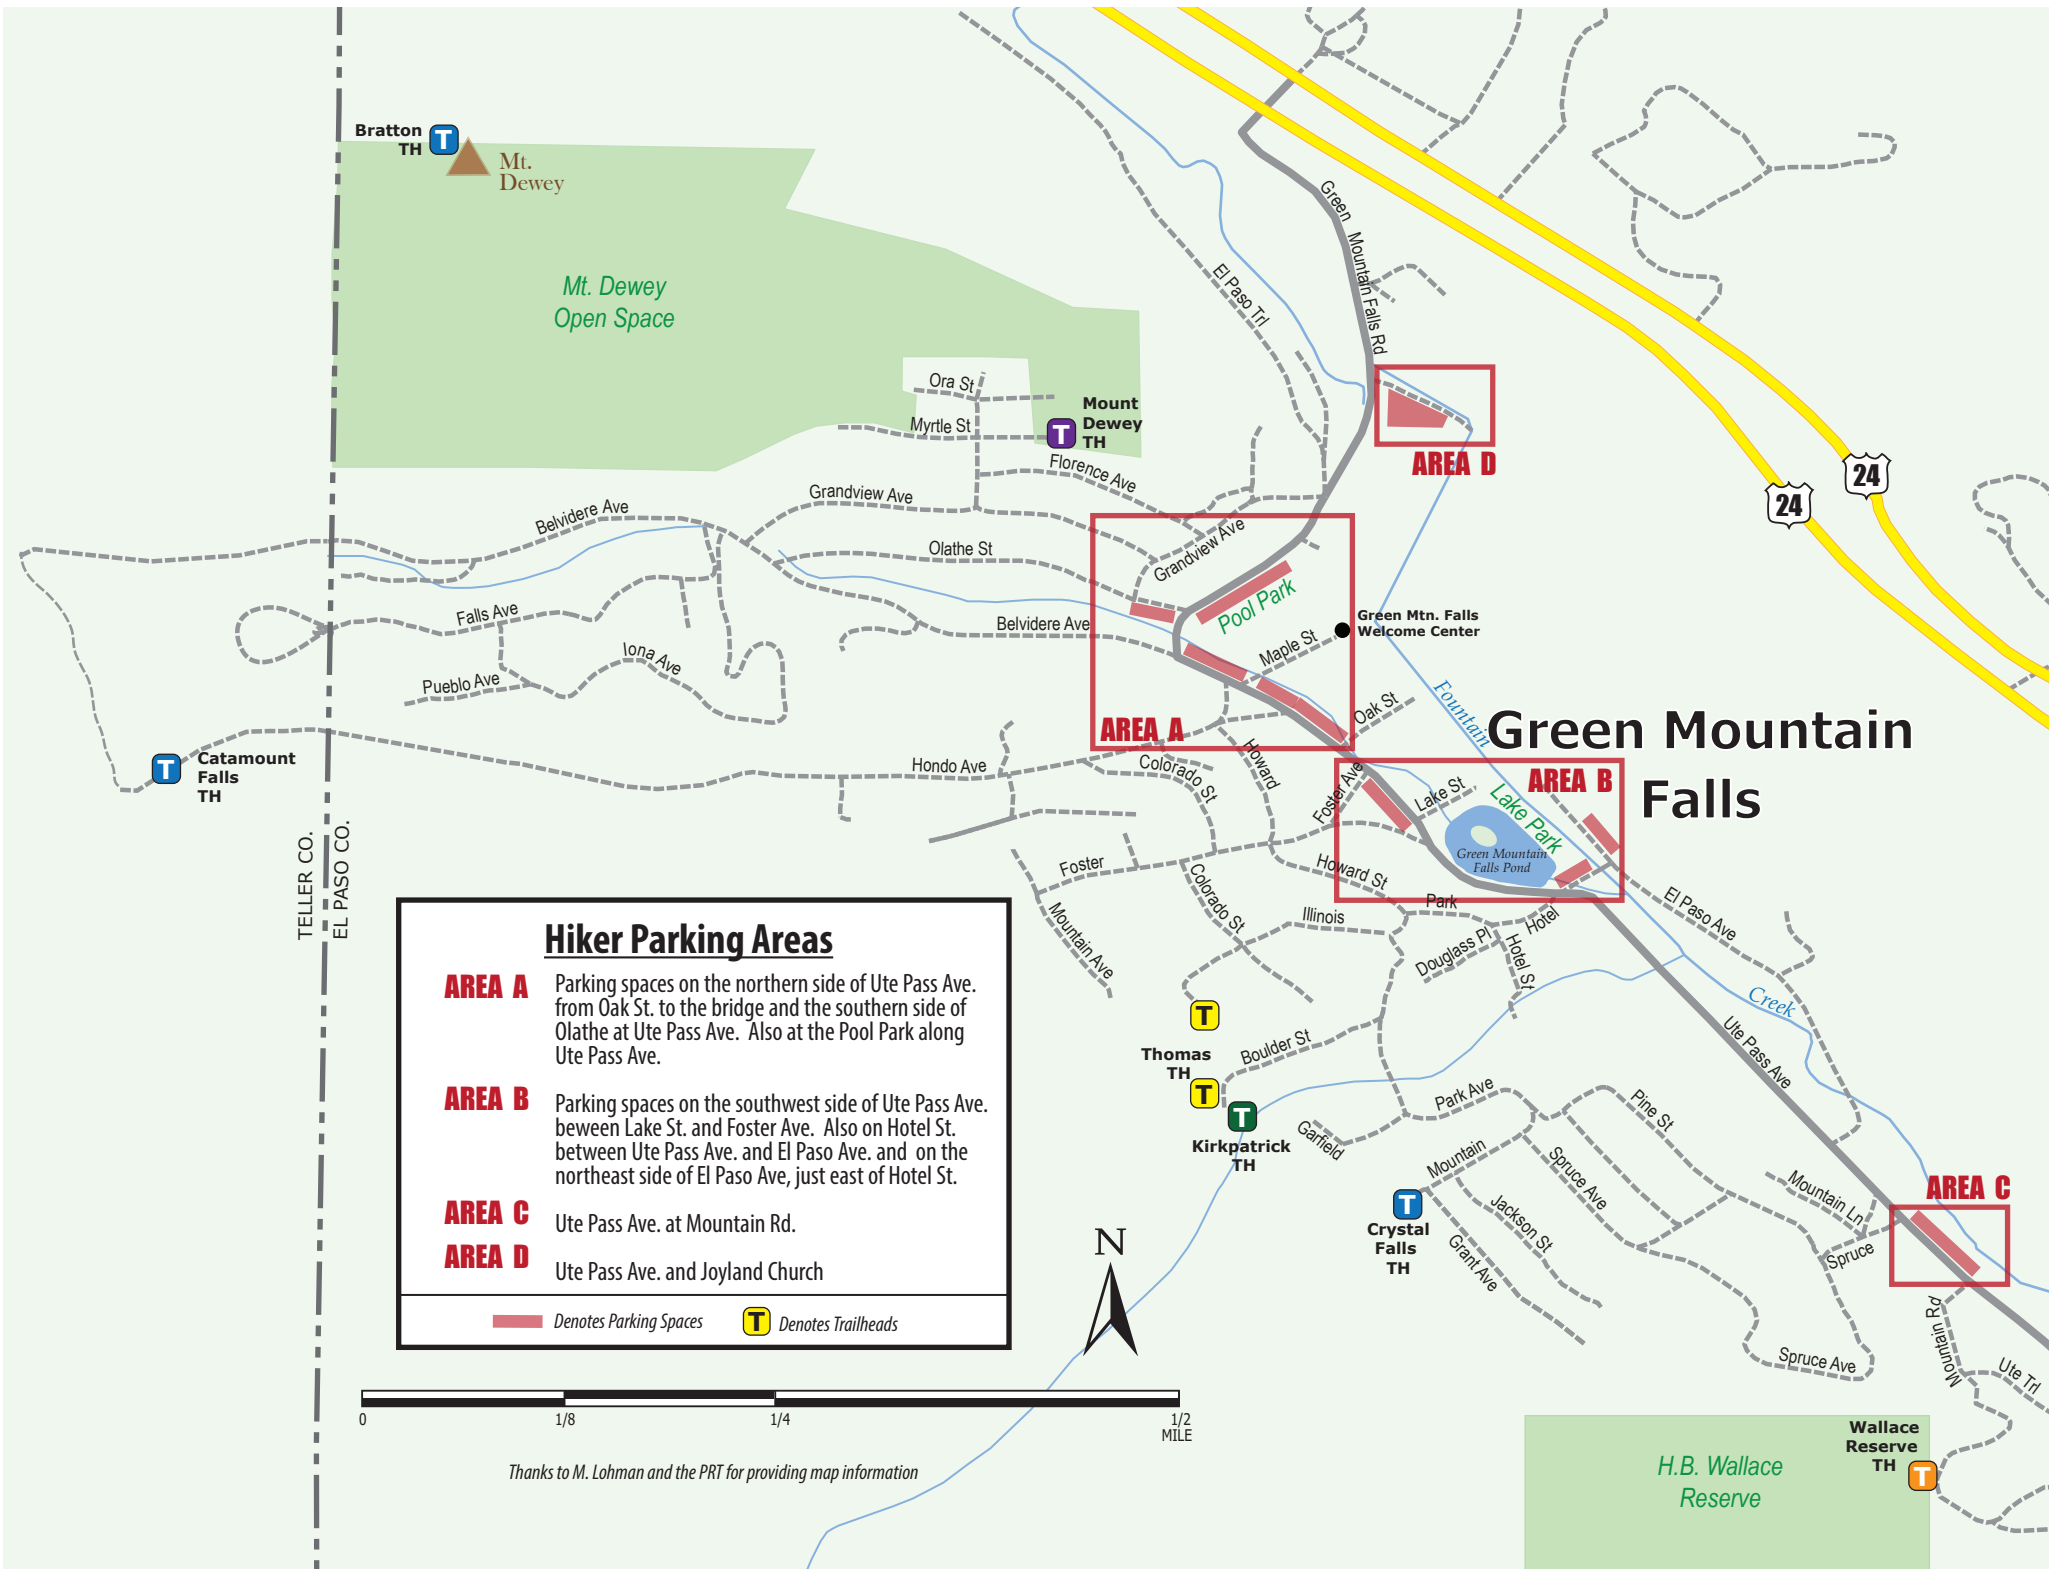 Bratton
TH
Mt.
Dewey
Mt. Dewey
Open Space
Green Mountain Falls Rd
El Paso Trl
24
24
AREA D
Ora St
Myrtle St
Mount
Dewey
TH
Florence Ave
Grandview Ave
Belvidere Ave
Olathe St
Grandview Ave
Pool Park
Green Mtn. Falls
Welcome Center
Belvidere Ave
Maple St
Falls Ave
Iona Ave
Pueblo Ave
AREA A
Oak St
Fountain
Green Mountain
Falls
Catamount
Falls
TH
Hondo Ave
Colorado St
Howard
Foster Ave
Lake St
AREA B
Lake Park
Green Mountain
Falls Pond
TELLER CO.
EL PASO CO.
Foster
Howard St
Colorado St
Mountain Ave
Illinois
Park
Hotel
Douglass Pl
Hotel St
El Paso Ave
Creek
Ute Pass Ave
Hiker Parking Areas
AREA A
Parking spaces on the northern side of Ute Pass Ave.
from Oak St. to the bridge and the southern side of
Olathe at Ute Pass Ave.  Also at the Pool Park along
Ute Pass Ave.
AREA B
Parking spaces on the southwest side of Ute Pass Ave.
beween Lake St. and Foster Ave.  Also on Hotel St.
between Ute Pass Ave. and El Paso Ave. and  on the
northeast side of El Paso Ave, just east of Hotel St.
AREA C
Ute Pass Ave. at Mountain Rd.
AREA D
Ute Pass Ave. and Joyland Church
Denotes Parking Spaces
T
Denotes Trailheads
T
T
T
T
Thomas
TH
T
T
Kirkpatrick
TH
Boulder St
Garfield
Park Ave
Mountain
Pine St
Spruce Ave
Jackson St
Grant Ave
T
Crystal
Falls
TH
Mountain Ln
Spruce
AREA C
Mountain Rd
Spruce Ave
Ute Trl
N
0
1/8
1/4
1/2
MILE
Thanks to M. Lohman and the PRT for providing map information
H.B. Wallace
Reserve
Wallace
Reserve
TH
T